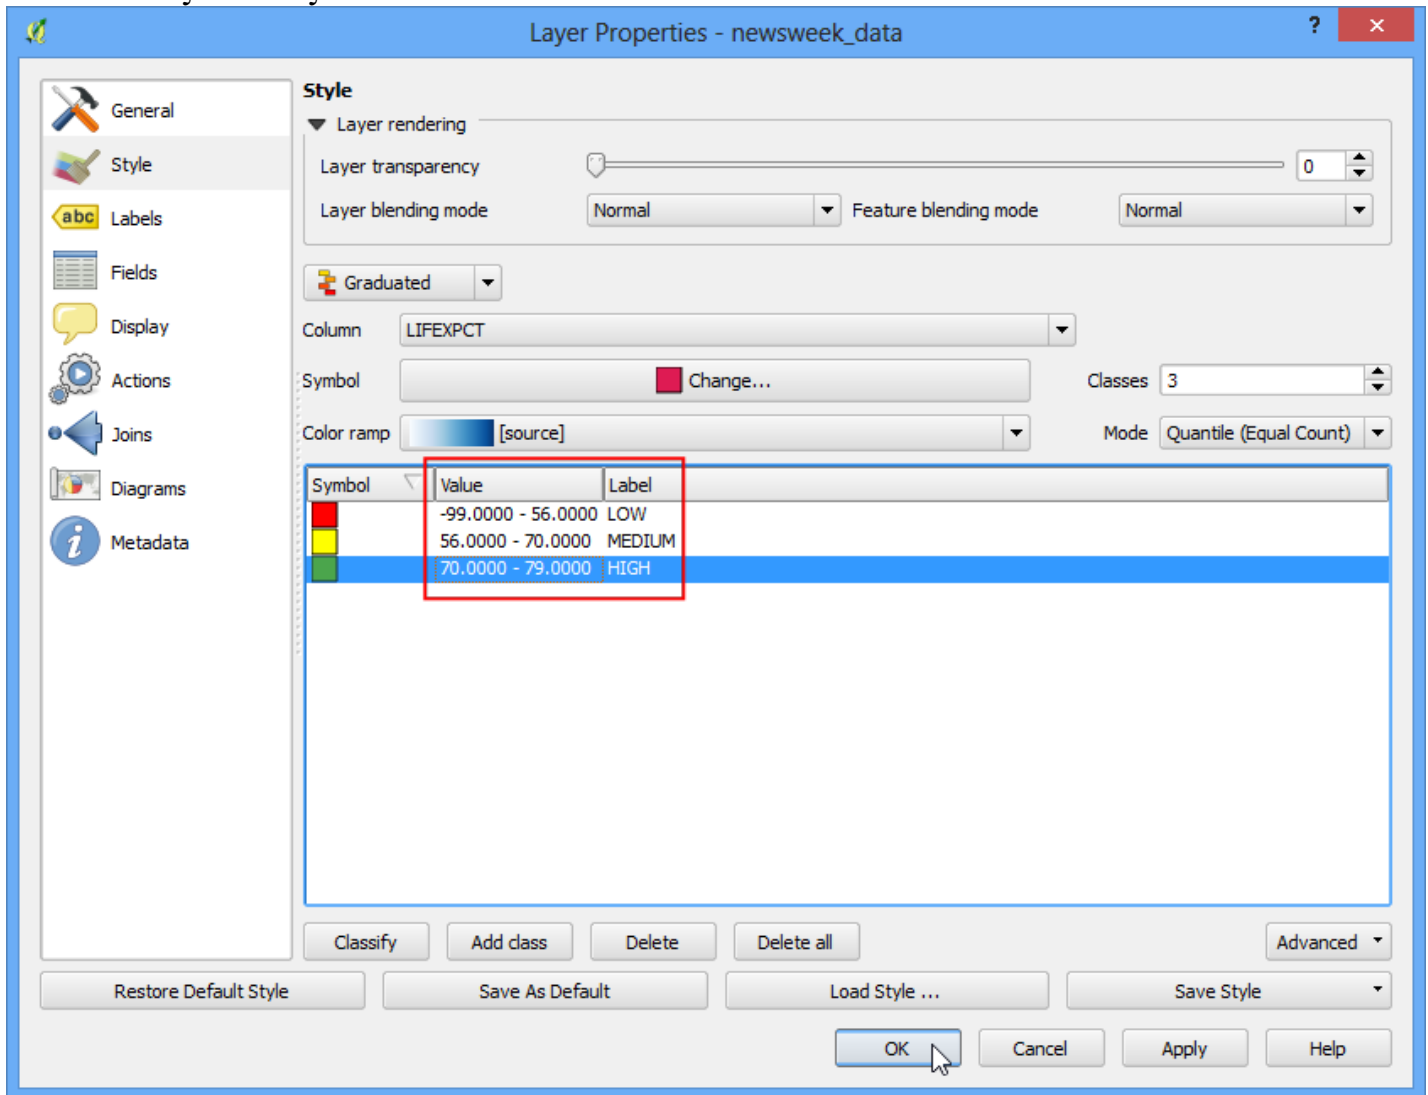 Layer Properties - newsweek_data ? ×
General
Style
abc Labels
Fields
Display
Actions
Joins
Diagrams
i Metadata
Style
Layer rendering
Layer transparency 0
Layer blending mode Normal Feature blending mode Normal
Graduated
Column LIFEXPCT
Symbol Change... Classes 3
Color ramp [source] Mode Quantile (Equal Count)
Symbol Value Label
-99.0000 - 56.0000 LOW
56.0000 - 70.0000 MEDIUM
70.0000 - 79.0000 HIGH
Classify Add class Delete Delete all Advanced
Restore Default Style Save As Default Load Style ... Save Style
OK Cancel Apply Help